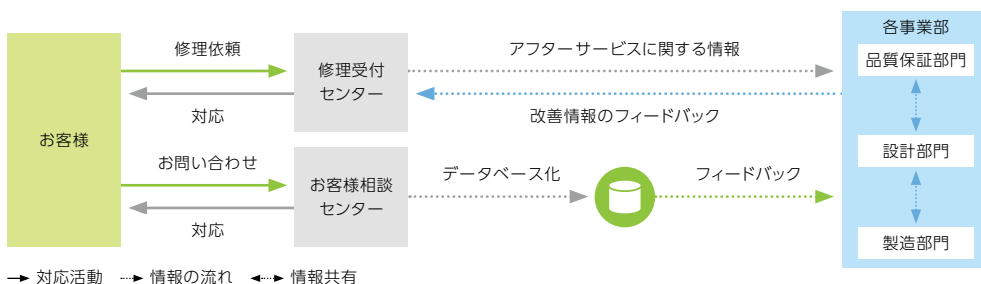 お客様
修理依頼
対応
お問い合わせ
対応
修理受付
センター
お客様相談
センター
アフターサービスに関する情報
改善情報のフィードバック
データベース化
フィードバック
各事業部
品質保証部門
設計部門
製造部門
対応活動 情報の流れ 情報共有